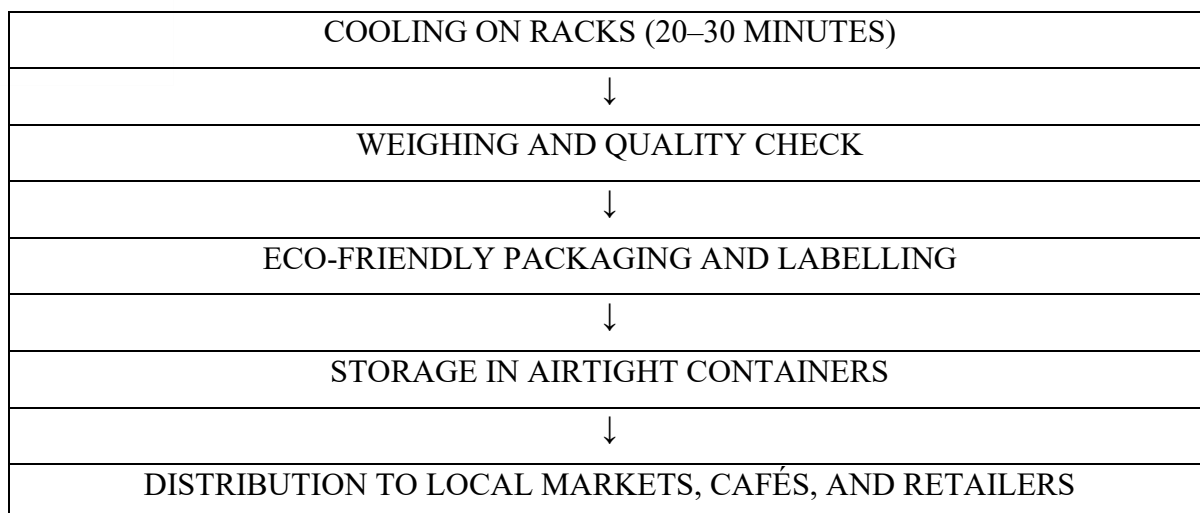 COOLING ON RACKS (20–30 MINUTES)
↓
WEIGHING AND QUALITY CHECK
↓
ECO-FRIENDLY PACKAGING AND LABELLING
↓
STORAGE IN AIRTIGHT CONTAINERS
↓
DISTRIBUTION TO LOCAL MARKETS, CAFÉS, AND RETAILERS